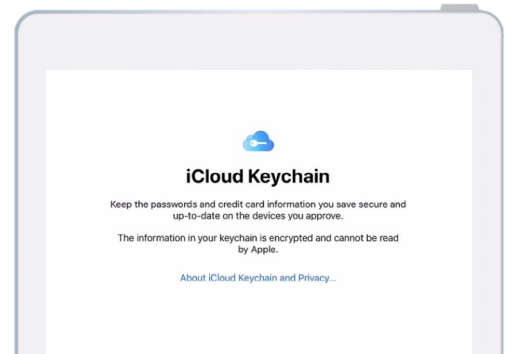 iCloud Keychain
Keep the passwords and credit card information you save secure and
up-to-date on the devices you approve.
The information in your keychain is encrypted and cannot be read
by Apple.
About iCloud Keychain and Privacy...